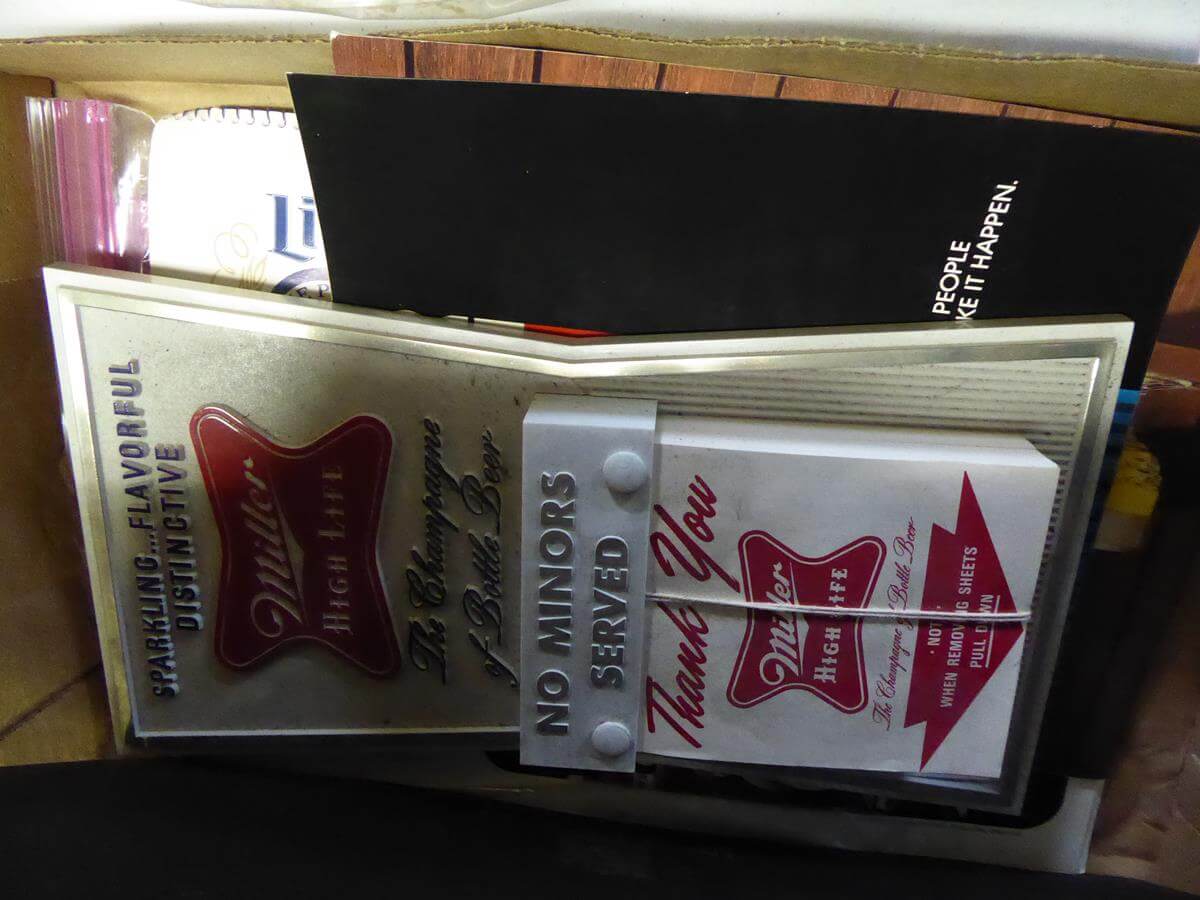 SPARKLING...FLAVORFUL
DISTINCTIVE
Miller
HIGH LIFE
The Champagne
of Bottle Beer
NO MINORS
SERVED
Thank You
Miller
HIGH LIFE
The Champagne of Bottle Beer
WHEN REMOVING SHEETS
PULL DOWN
PEOPLE
KE IT HAPPEN.
Li